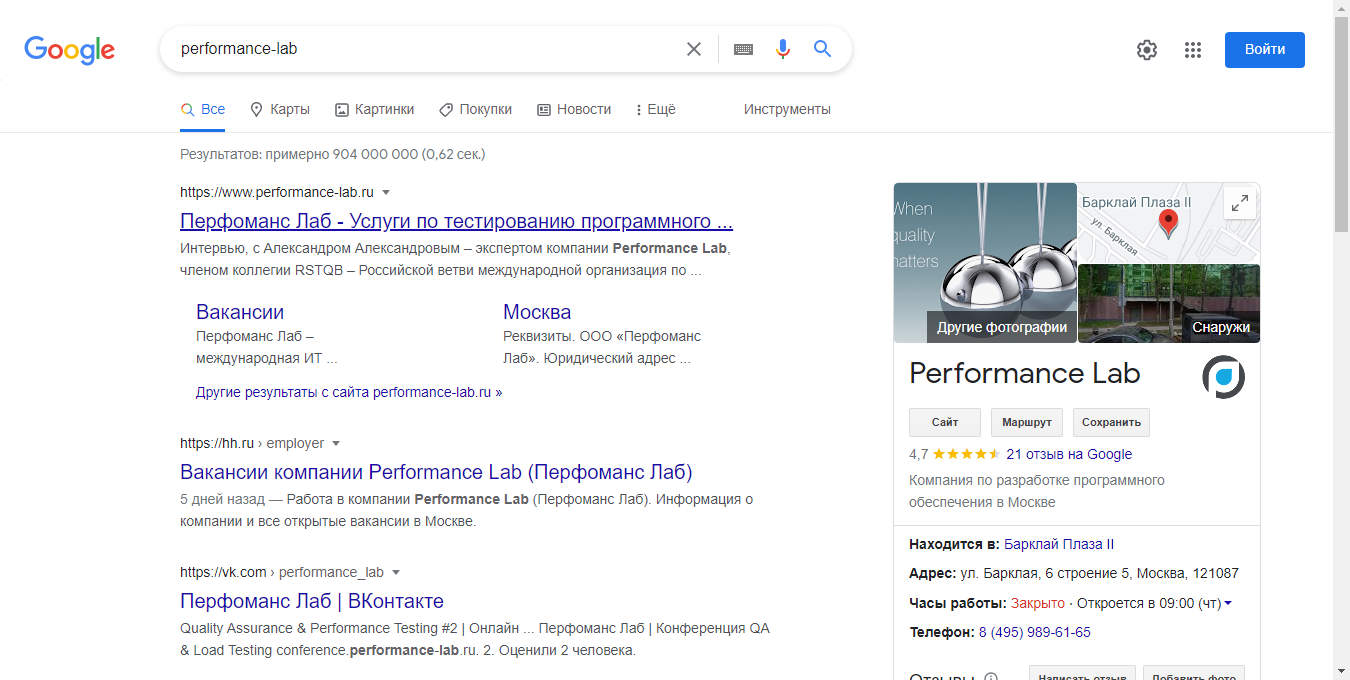 Google
performance-lab
Войти
Все
Карты
Картинки
Покупки
Новости
Ещё
Инструменты
Результатов: примерно 904 000 000 (0,62 сек.)
https://www.performance-lab.ru
Перфоманс Лаб - Услуги по тестированию программного ...
Интервью, с Александром Александровым – экспертом компании Performance Lab,
членом коллегии RSTQB – Российской ветви международной организация по ...
Вакансии
Перфоманс Лаб –
международная ИТ ...
Москва
Реквизиты. ООО «Перфоманс
Лаб». Юридический адрес ...
Другие результаты с сайта performance-lab.ru »
https://hh.ru › employer
Вакансии компании Performance Lab (Перфоманс Лаб)
5 дней назад — Работа в компании Performance Lab (Перфоманс Лаб). Информация о
компании и все открытые вакансии в Москве.
https://vk.com › performance_lab
Перфоманс Лаб | ВКонтакте
Quality Assurance & Performance Testing #2 | Онлайн ... Перфоманс Лаб | Конференция QA
& Load Testing conference.performance-lab.ru. 2. Оценили 2 человека.
When
quality
matters
Другие фотографии
Барклай Плаза II
ул. Барклая
Снаружи
Performance Lab
Сайт
Маршрут
Сохранить
4,7
21 отзыв на Google
Компания по разработке программного
обеспечения в Москве
Находится в: Барклай Плаза II
Адрес: ул. Барклая, 6 строение 5, Москва, 121087
Часы работы: Закрыто · Откроется в 09:00 (чт)
Телефон: 8 (495) 989-61-65
Отзывы
Написать отзыв
Добавить фото